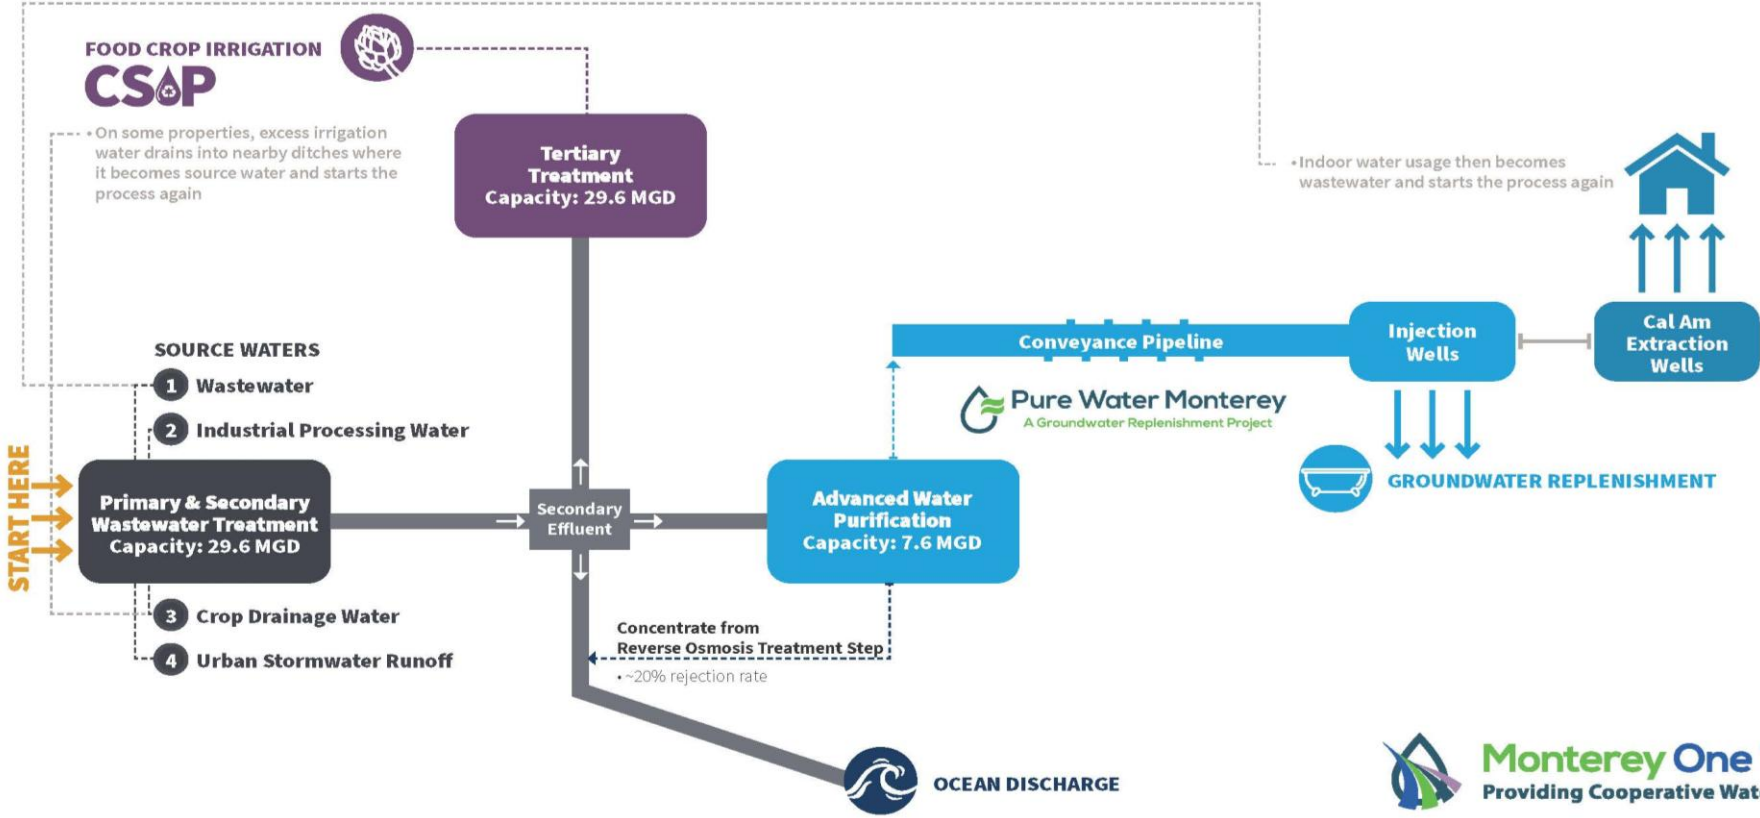 FOOD CROP IRRIGATION
CSIP
• On some properties, excess irrigation
water drains into nearby ditches where
it becomes source water and starts the
process again
Tertiary
Treatment
Capacity: 29.6 MGD
• Indoor water usage then becomes
wastewater and starts the process again
SOURCE WATERS
1 Wastewater
2 Industrial Processing Water
START HERE
Primary & Secondary
Wastewater Treatment
Capacity: 29.6 MGD
3 Crop Drainage Water
4 Urban Stormwater Runoff
Secondary
Effluent
Advanced Water
Purification
Capacity: 7.6 MGD
Conveyance Pipeline
Pure Water Monterey
A Groundwater Replenishment Project
Injection
Wells
Cal Am
Extraction
Wells
GROUNDWATER REPLENISHMENT
Concentrate from
Reverse Osmosis Treatment Step
• ~20% rejection rate
OCEAN DISCHARGE
Monterey One
Providing Cooperative Wat